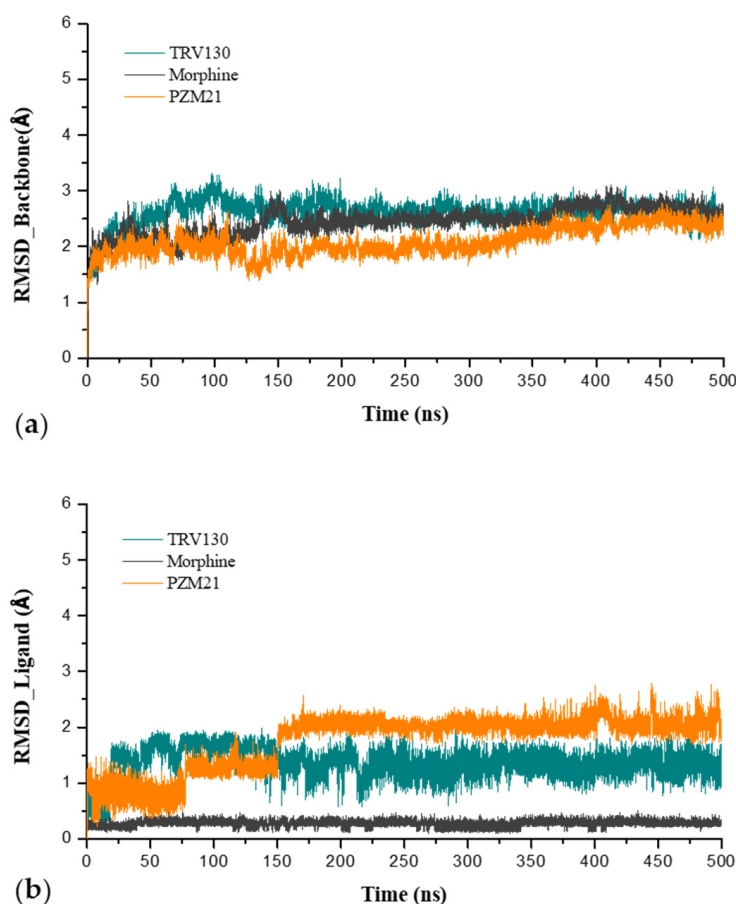 6
5
4
3
2
1
0
RMSD_Backbone(Å)
TRV130
Morphine
PZM21
0 50 100 150 200 250 300 350 400 450 500
Time (ns)
(a)
6
5
4
3
2
1
0
RMSD_Ligand (Å)
TRV130
Morphine
PZM21
0 50 100 150 200 250 300 350 400 450 500
Time (ns)
(b)